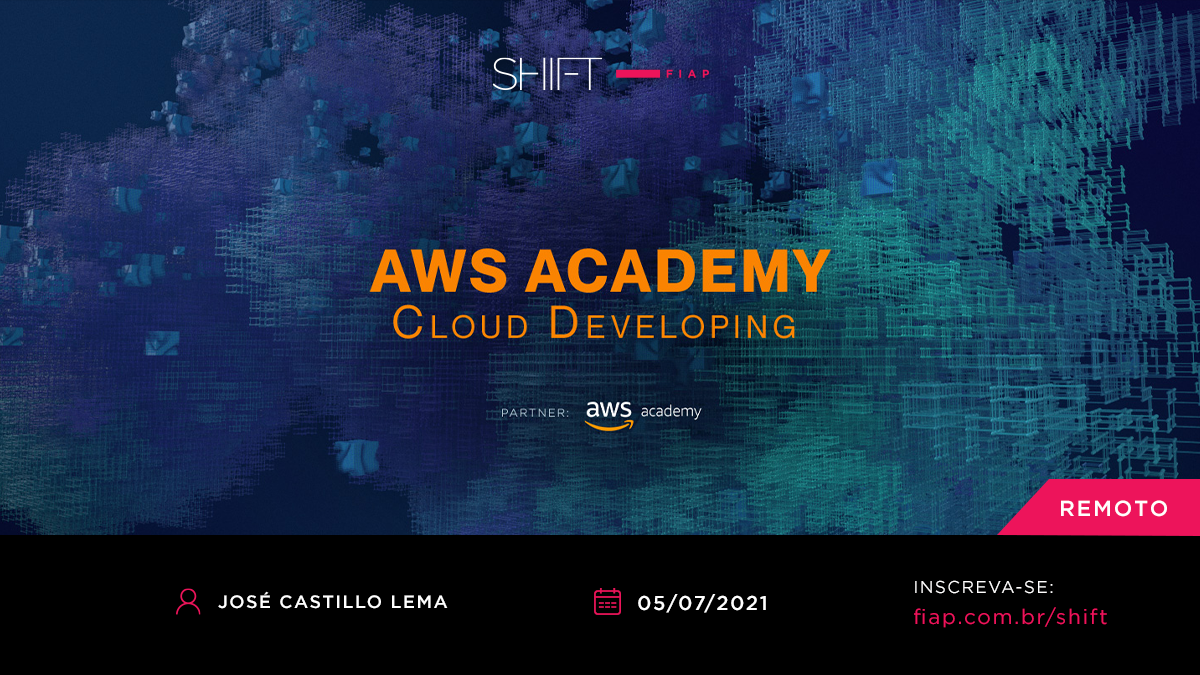 SHIFT FIAP
AWS ACADEMY
CLOUD DEVELOPING
PARTNER: aws academy
REMOTO
JOSÉ CASTILLO LEMA
05/07/2021
INSCREVA-SE:
fiap.com.br/shift